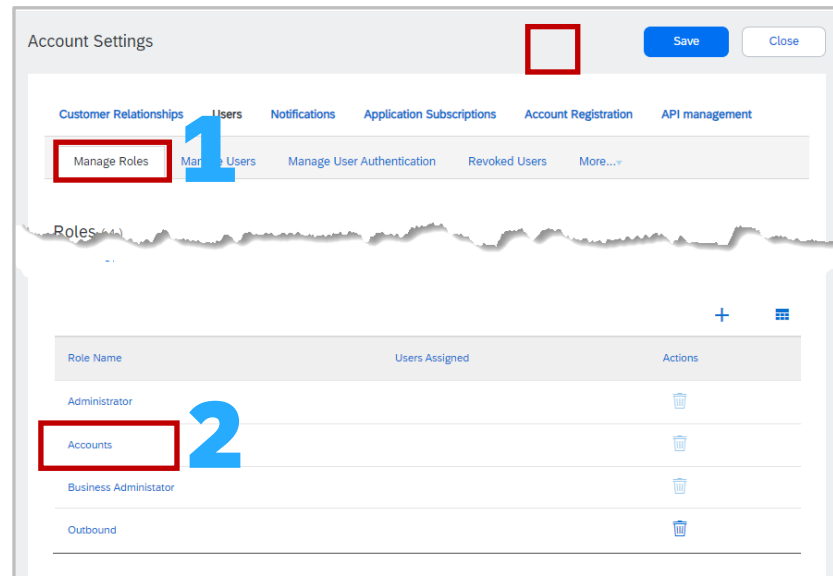 Account Settings
Save
Close
Customer Relationships Users Notifications Application Subscriptions Account Registration API management
1
Manage Roles Manage Users Manage User Authentication Revoked Users More...
Roles
Role Name Users Assigned Actions
Administrator
2
Accounts
Business Administator
Outbound